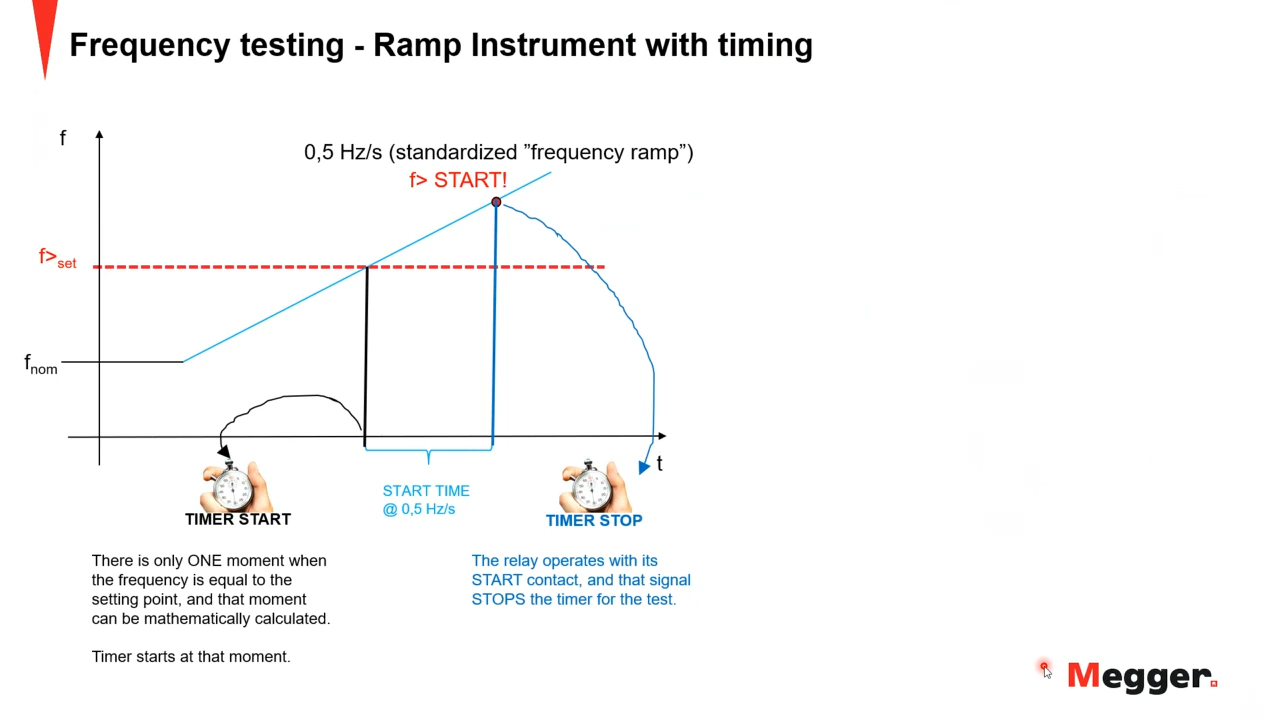 Frequency testing - Ramp Instrument with timing
f
0,5 Hz/s (standardized ”frequency ramp”)
f> START!
f>set
fnom
t
START TIME
@ 0,5 Hz/s
TIMER START
TIMER STOP
There is only ONE moment when
the frequency is equal to the
setting point, and that moment
can be mathematically calculated.
Timer starts at that moment.
The relay operates with its
START contact, and that signal
STOPS the timer for the test.
Megger.